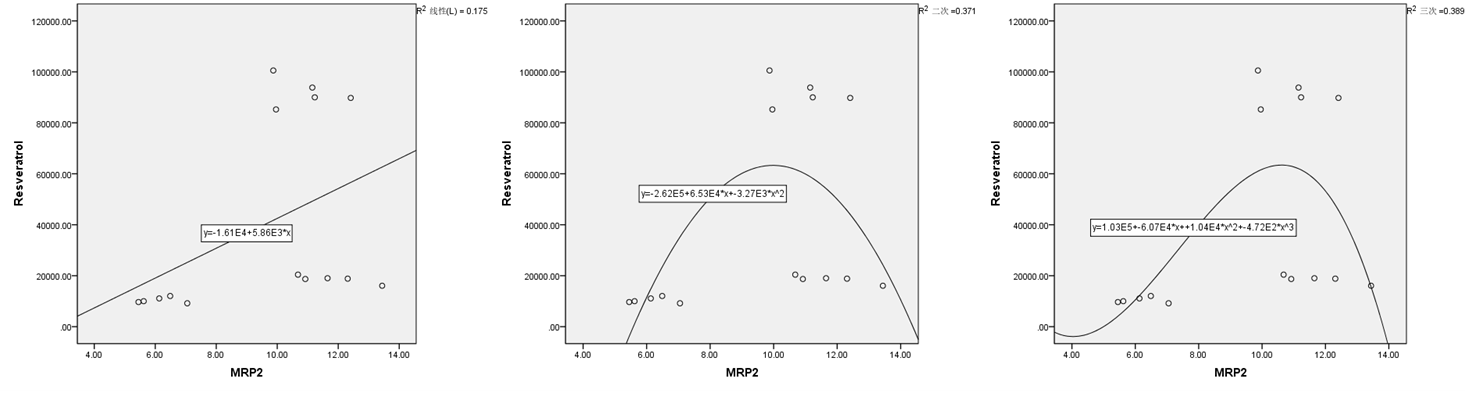 R² 线性(L) = 0.175
120000.00
100000.00
80000.00
60000.00
40000.00
20000.00
.00
Resveratrol
y=-1.61E4+5.86E3*x
4.00 6.00 8.00 10.00 12.00 14.00
MRP2
R² 二次 =0.371
120000.00
100000.00
80000.00
60000.00
40000.00
20000.00
.00
Resveratrol
y=-2.62E5+6.53E4*x+-3.27E3*x^2
4.00 6.00 8.00 10.00 12.00 14.00
MRP2
R² 三次 =0.389
120000.00
100000.00
80000.00
60000.00
40000.00
20000.00
.00
Resveratrol
y=1.03E5+-6.07E4*x++1.04E4*x^2+-4.72E2*x^3
4.00 6.00 8.00 10.00 12.00 14.00
MRP2